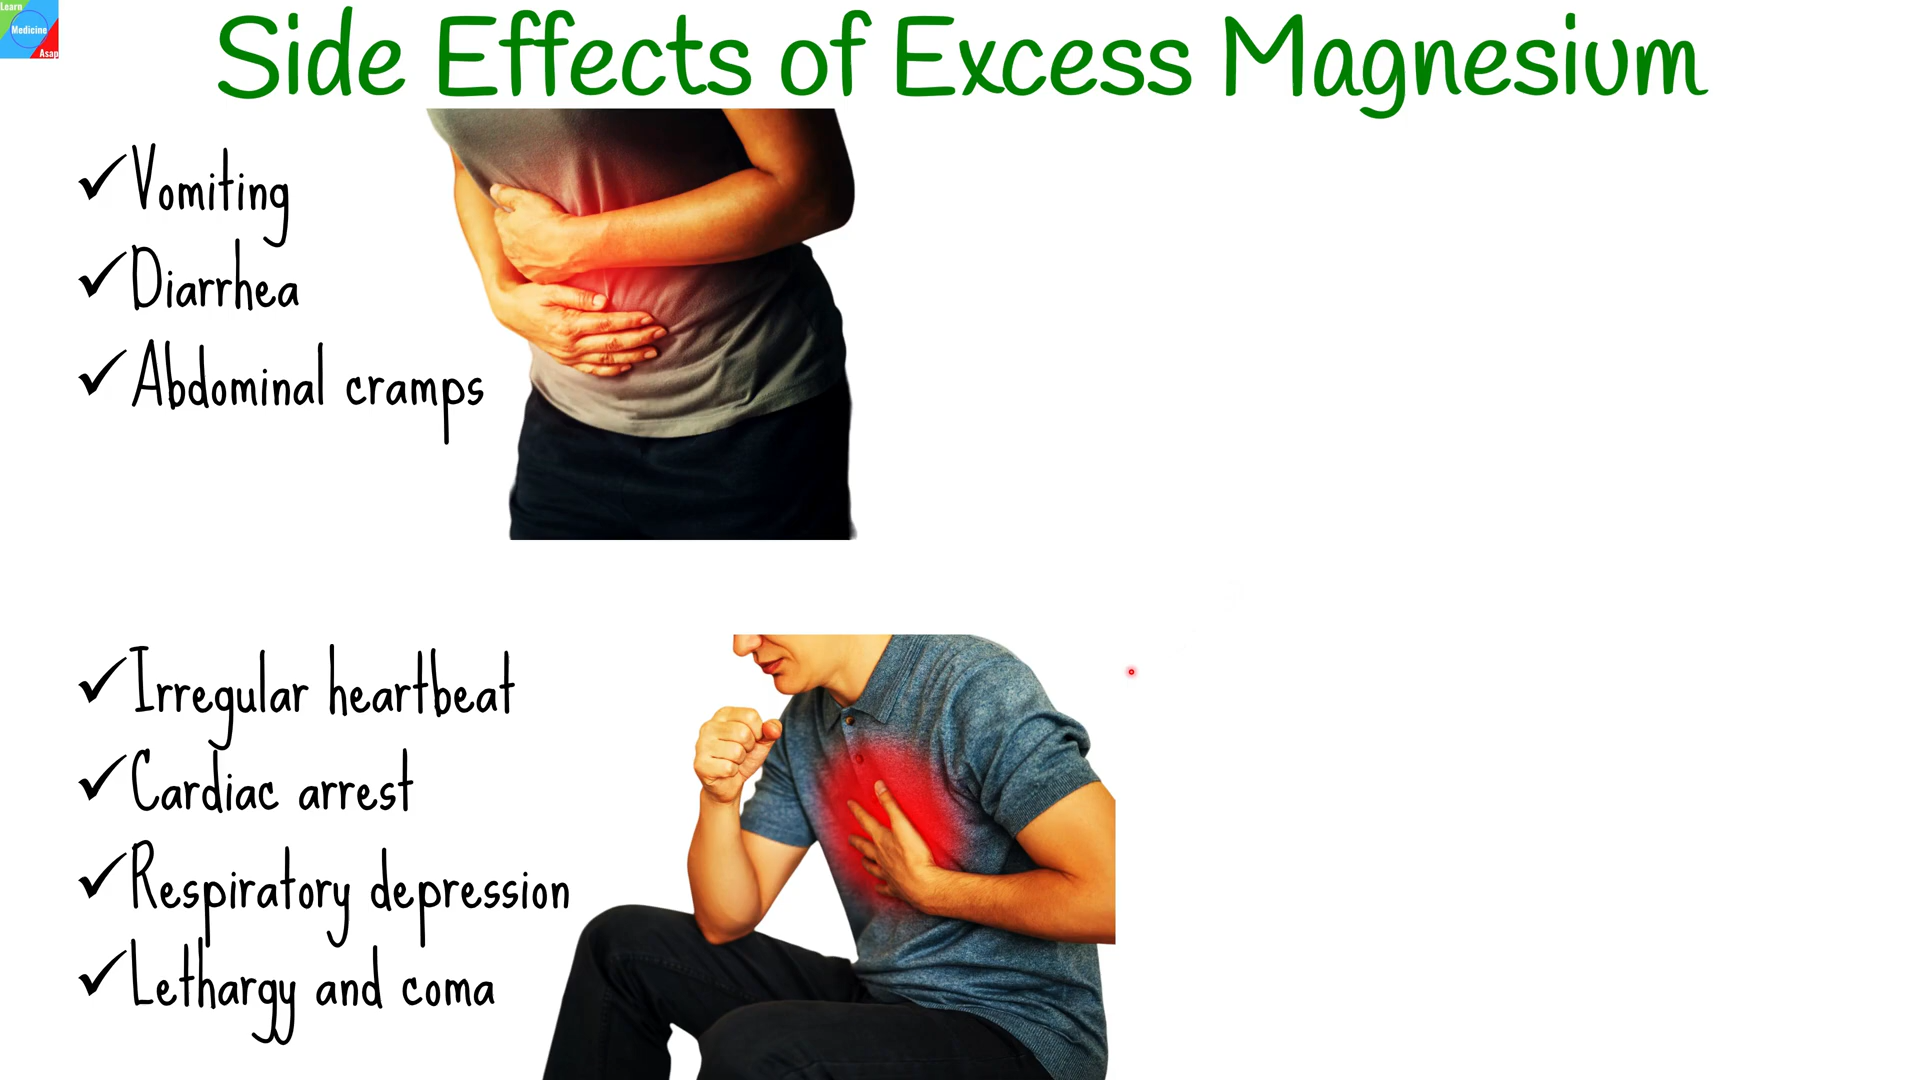 Learn
Medicine
Asap
Side Effects of Excess Magnesium
✓Vomiting
✓Diarrhea
✓Abdominal cramps
✓Irregular heartbeat
✓Cardiac arrest
✓Respiratory depression
✓Lethargy and coma